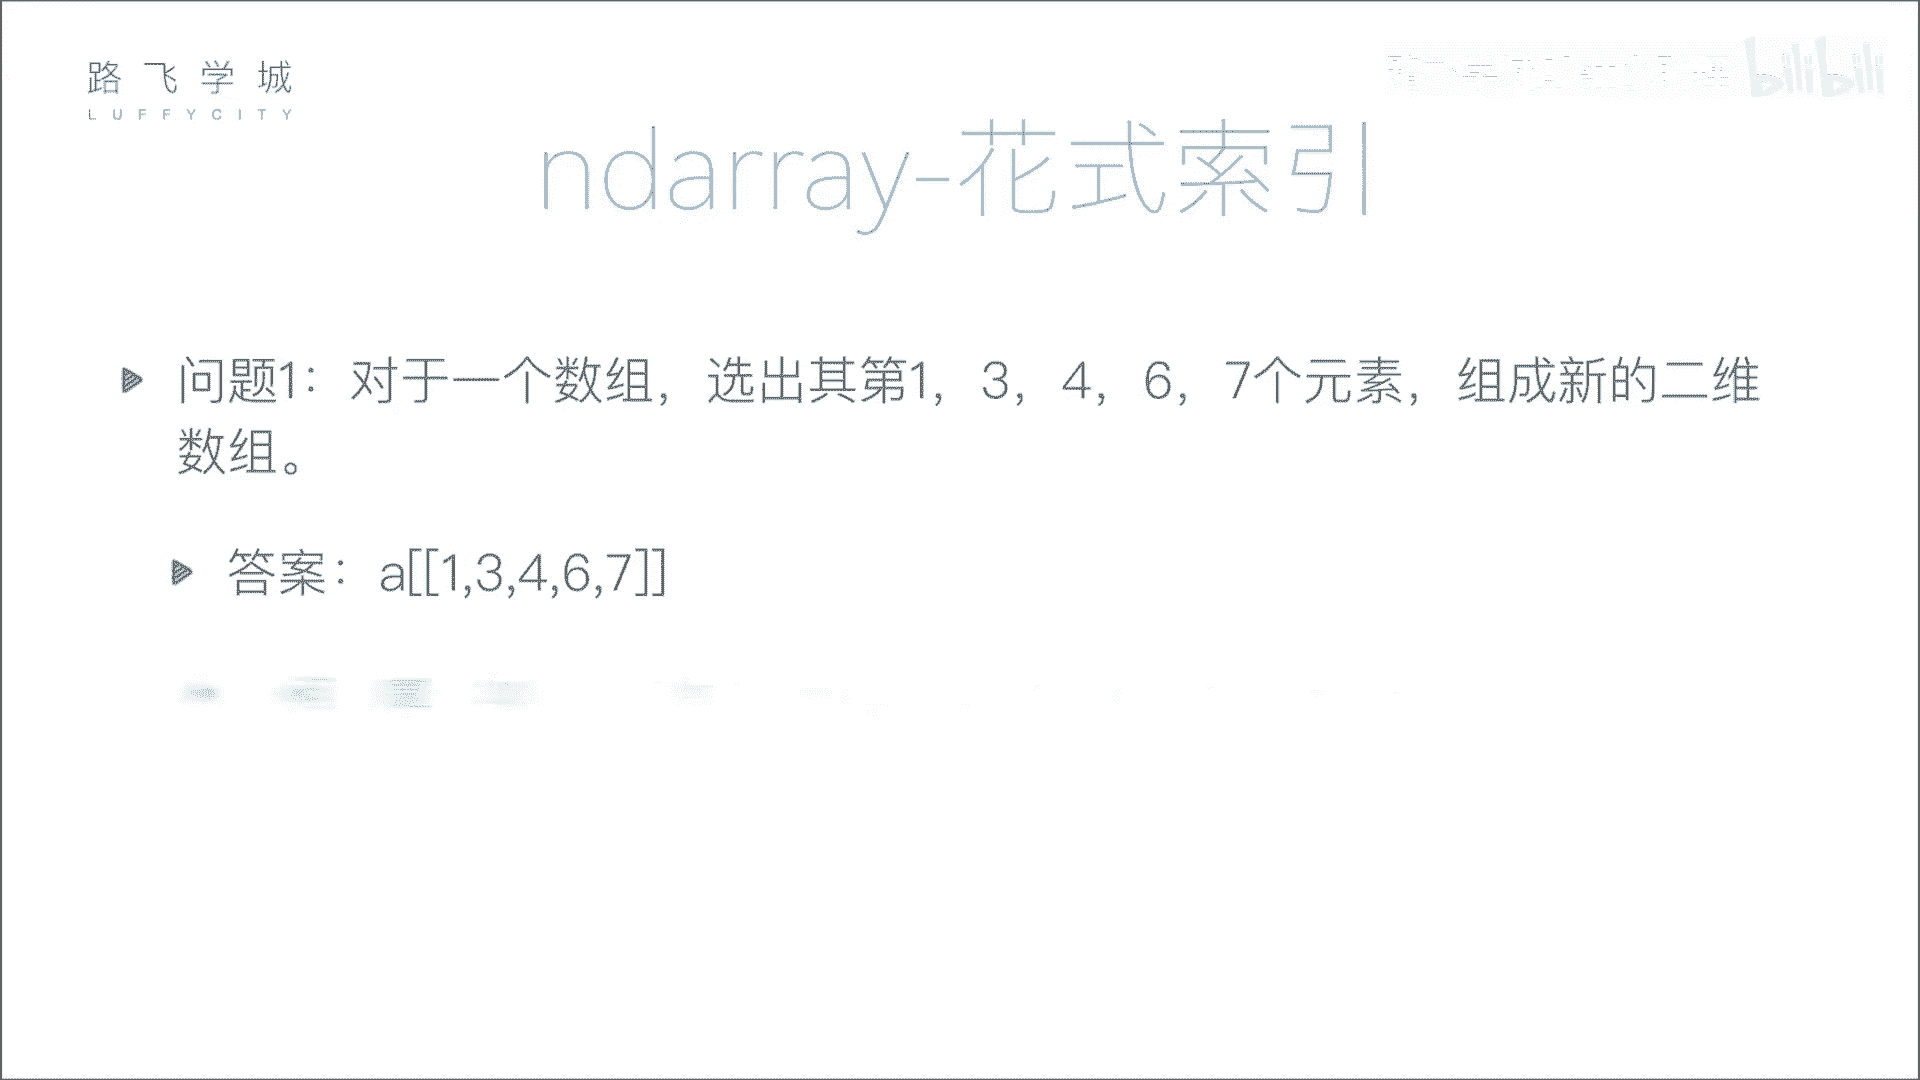 路飞学城
LUFFYCITY
bilibili
ndarray-花式索引
问题1：对于一个数组，选出其第1，3，4，6，7个元素，组成新的二维
数组。
答案：a[[1,3,4,6,7]]